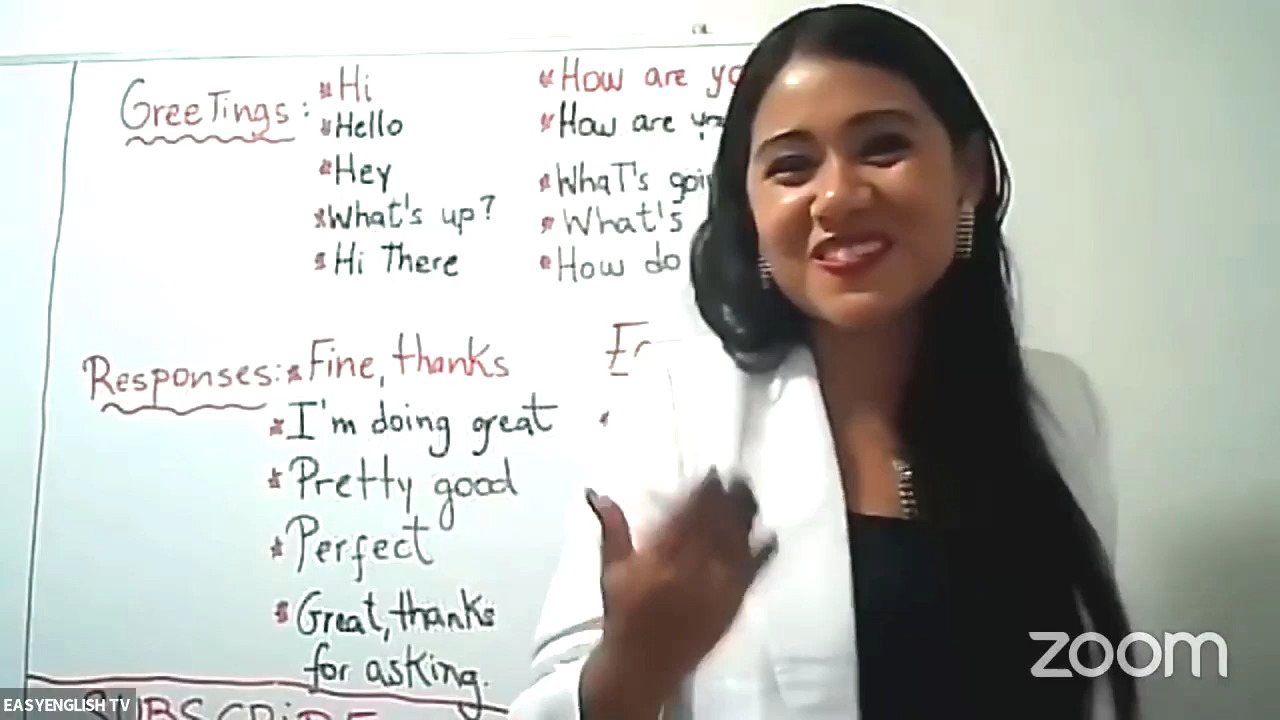 Greetings: * Hi
* Hello
* Hey
* What's up?
* Hi There
* How are
* How are
* What's
* What's
* How do
Responses: * Fine, thanks
* I'm doing great
* Pretty good
* Perfect
* Great, thanks
for asking.
SUBSCRIBE
EASYENGLISH TV
zoom